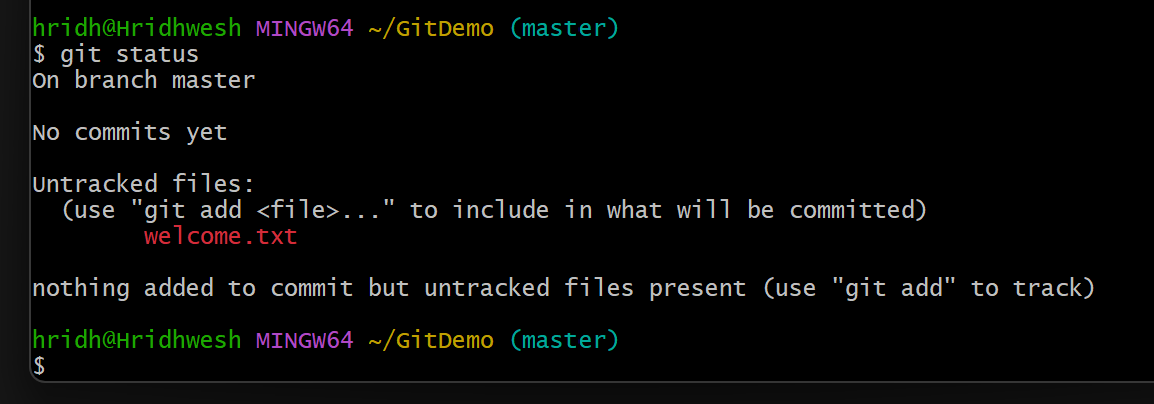 hridh@Hridhwesh MINGW64 ~/GitDemo (master)
$ git status
On branch master
No commits yet
Untracked files:
  (use "git add <file>..." to include in what will be committed)
        welcome.txt
nothing added to commit but untracked files present (use "git add" to track)
hridh@Hridhwesh MINGW64 ~/GitDemo (master)
$